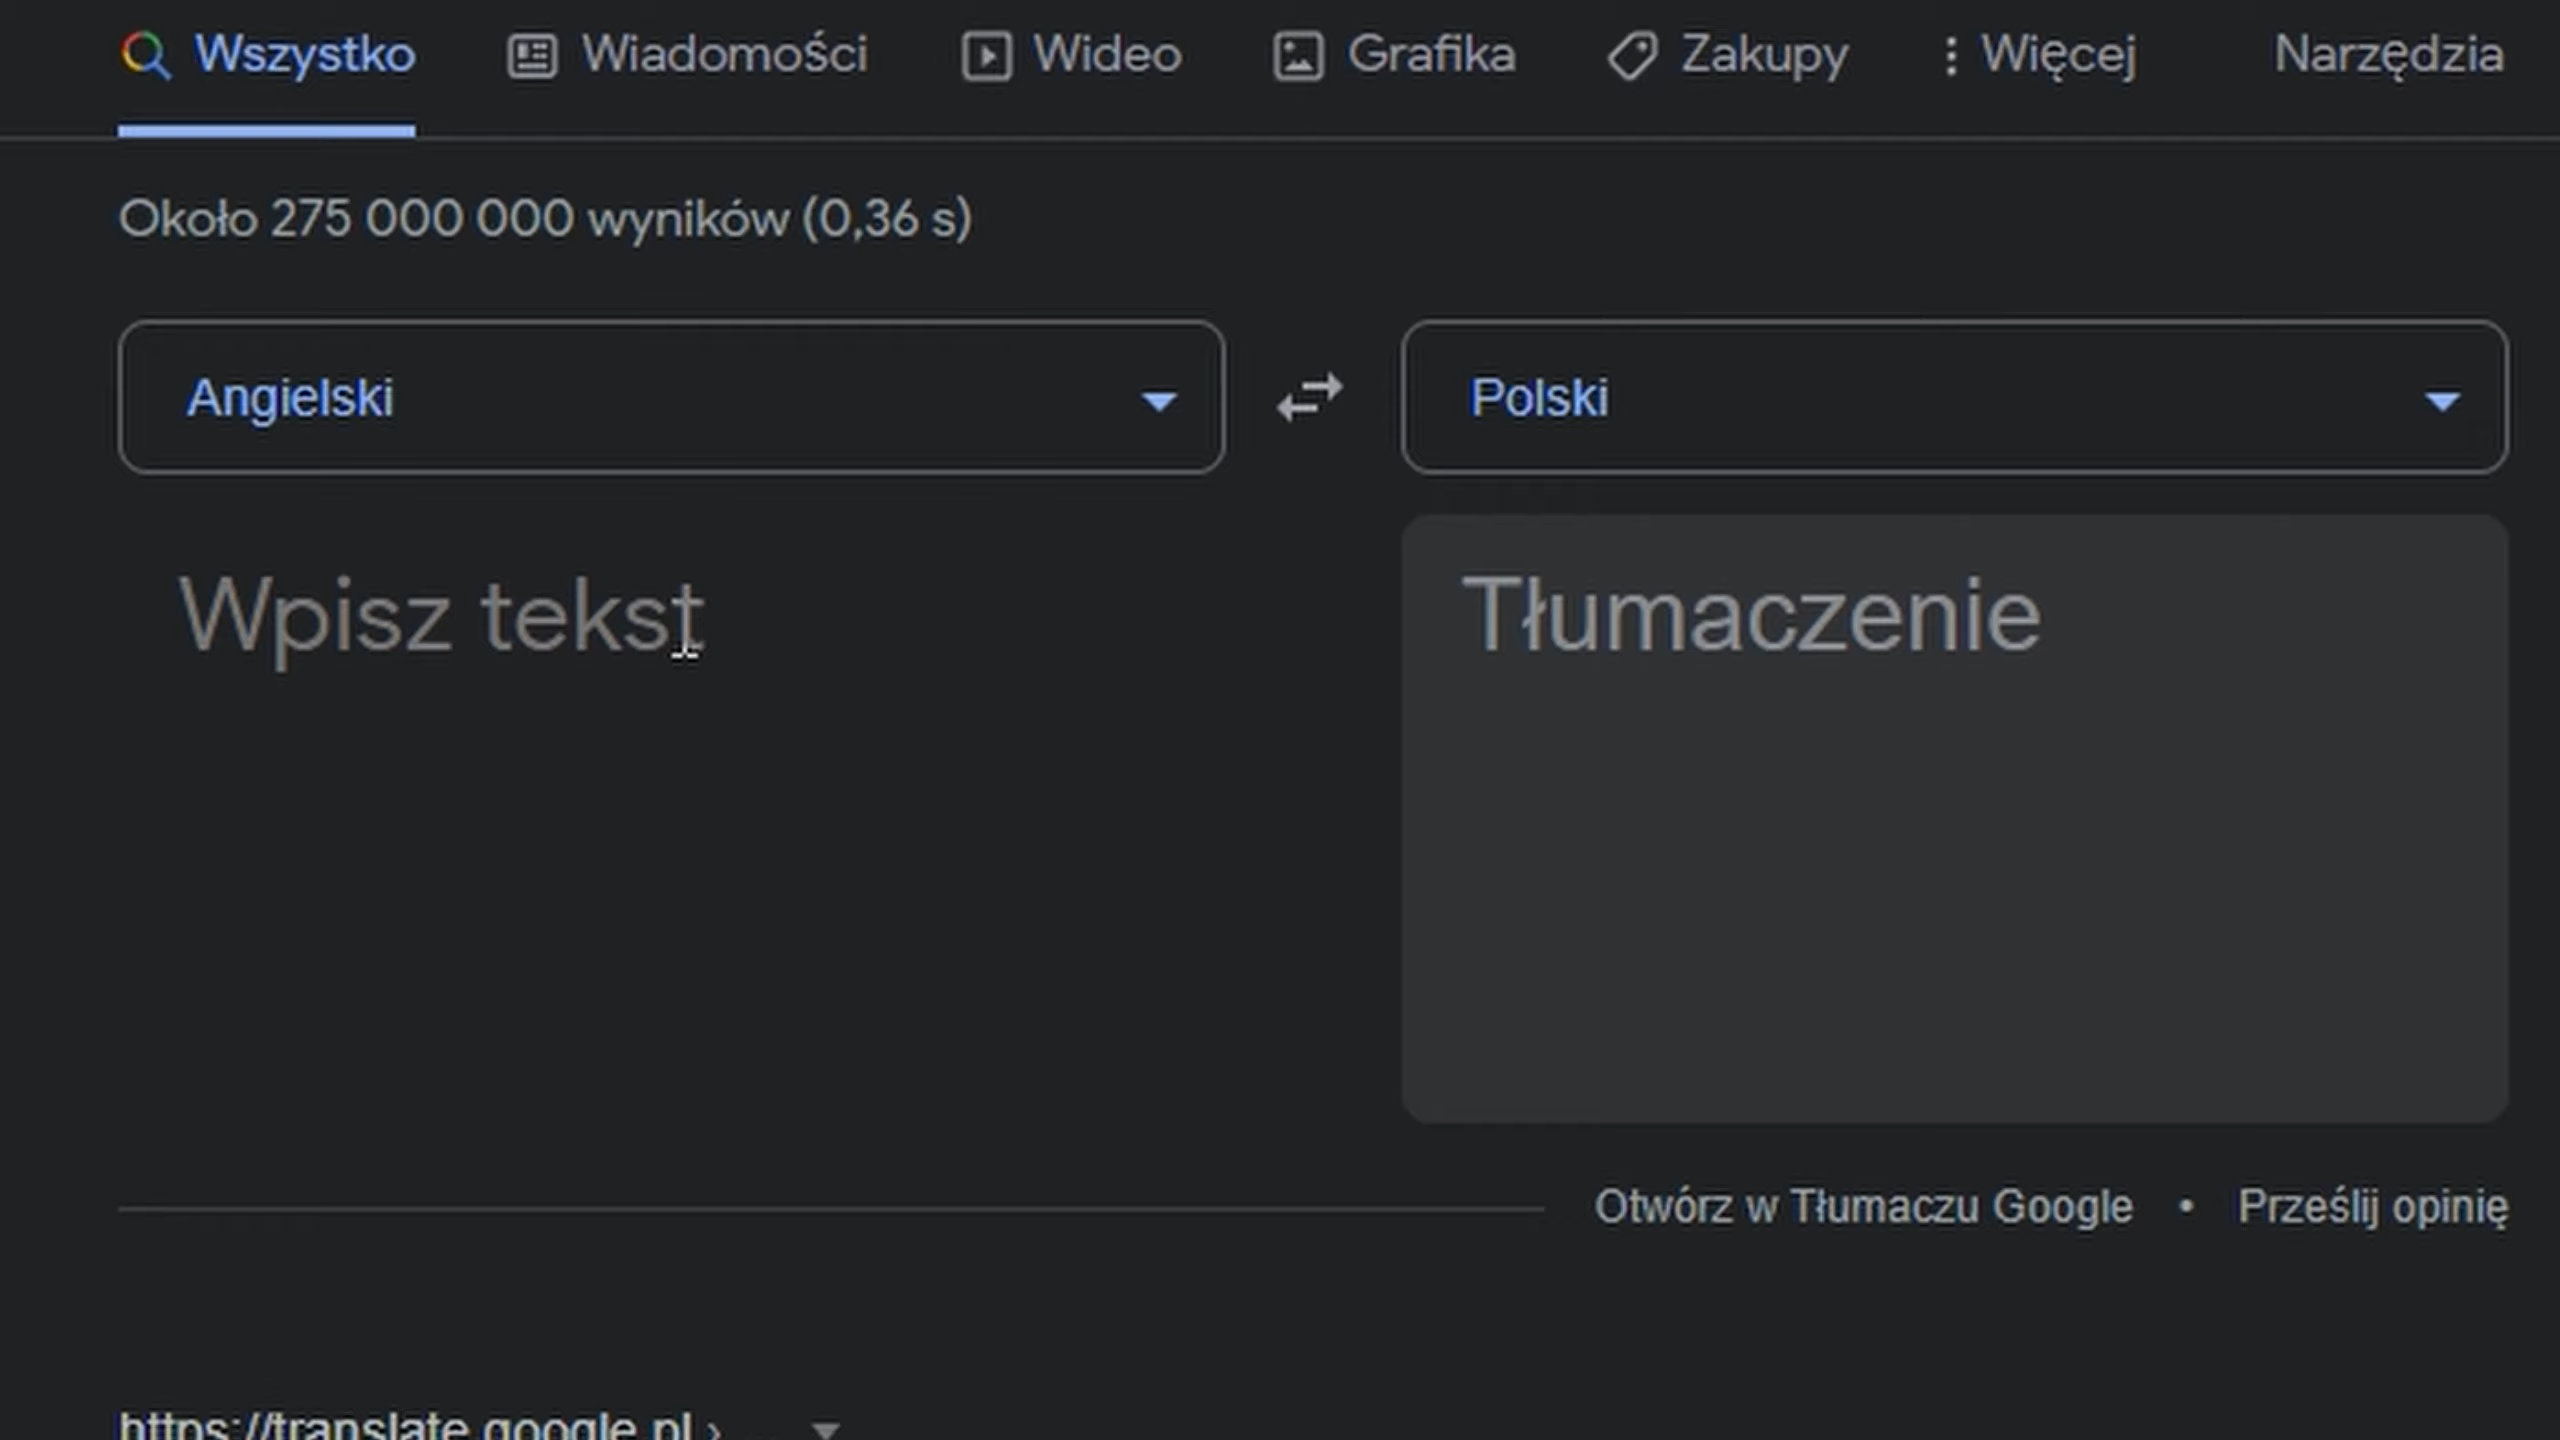 Wszystko Wiadomości Wideo Grafika Zakupy Więcej Narzędzia
Około 275 000 000 wyników (0,36 s)
Angielski Polski
Wpisz tekst Tłumaczenie
Otwórz w Tłumaczu Google • Prześlij opinię
https://translate.google.pl ›